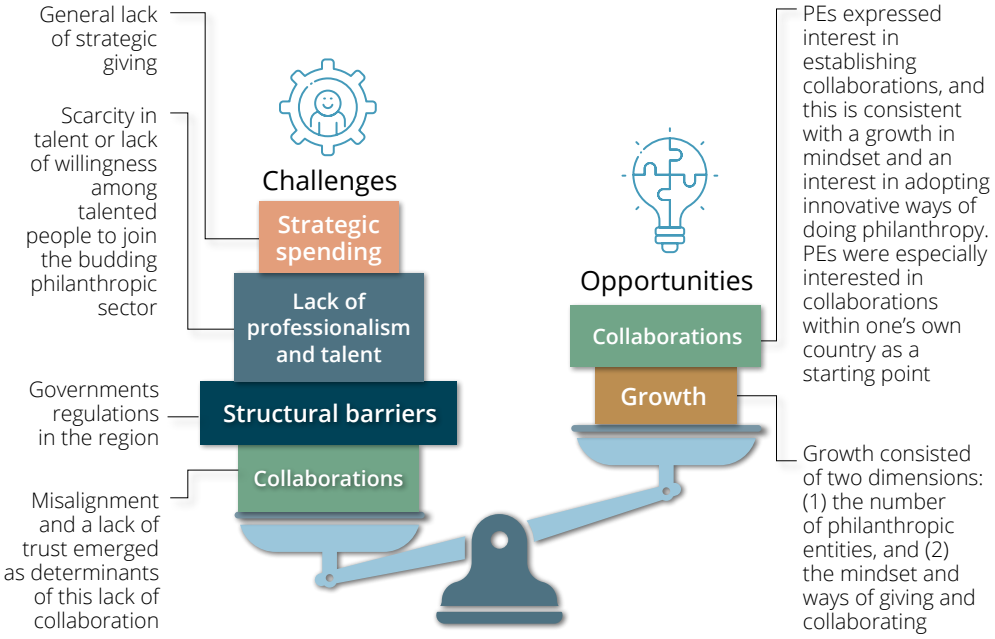 General lack
of strategic
giving
Scarcity in
talent or lack
of willingness
among
talented
people to join
the budding
philanthropic
sector
Governments
regulations
in the region
Misalignment
and a lack of
trust emerged
as determinants
of this lack of
collaboration
Challenges
Strategic
spending
Lack of
professionalism
and talent
Structural barriers
Collaborations
Opportunities
Collaborations
Growth
PEs expressed
interest in
establishing
collaborations, and
this is consistent
with a growth in
mindset and an
interest in adopting
innovative ways of
doing philanthropy.
PEs were especially
interested in
collaborations
within one’s own
country as a
starting point
Growth consisted
of two dimensions:
(1) the number
of philanthropic
entities, and (2)
the mindset and
ways of giving and
collaborating